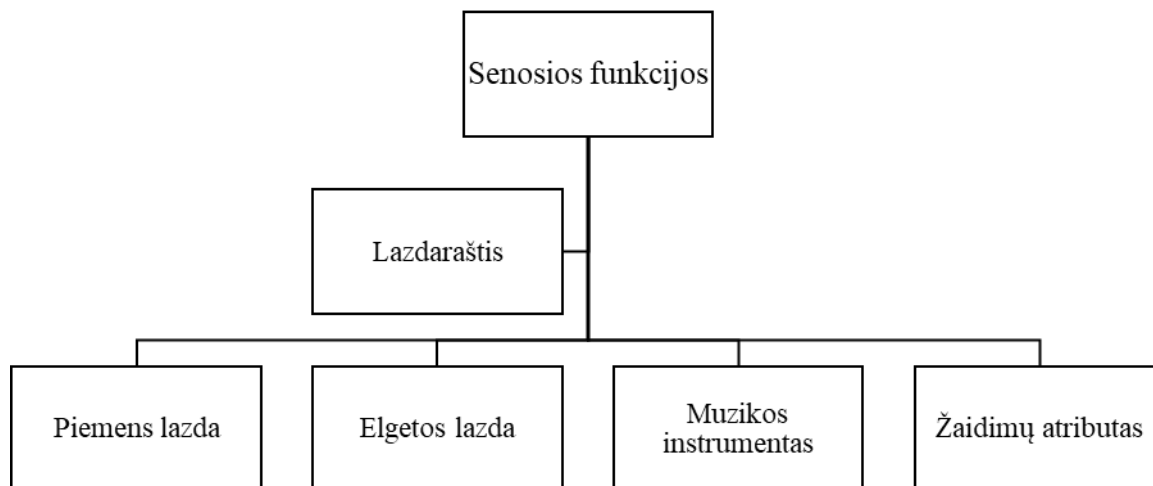 Senosios funkcijos
Lazdaraštis
Piemens lazda
Elgetos lazda
Muzikos
instrumentas
Žaidimų atributas